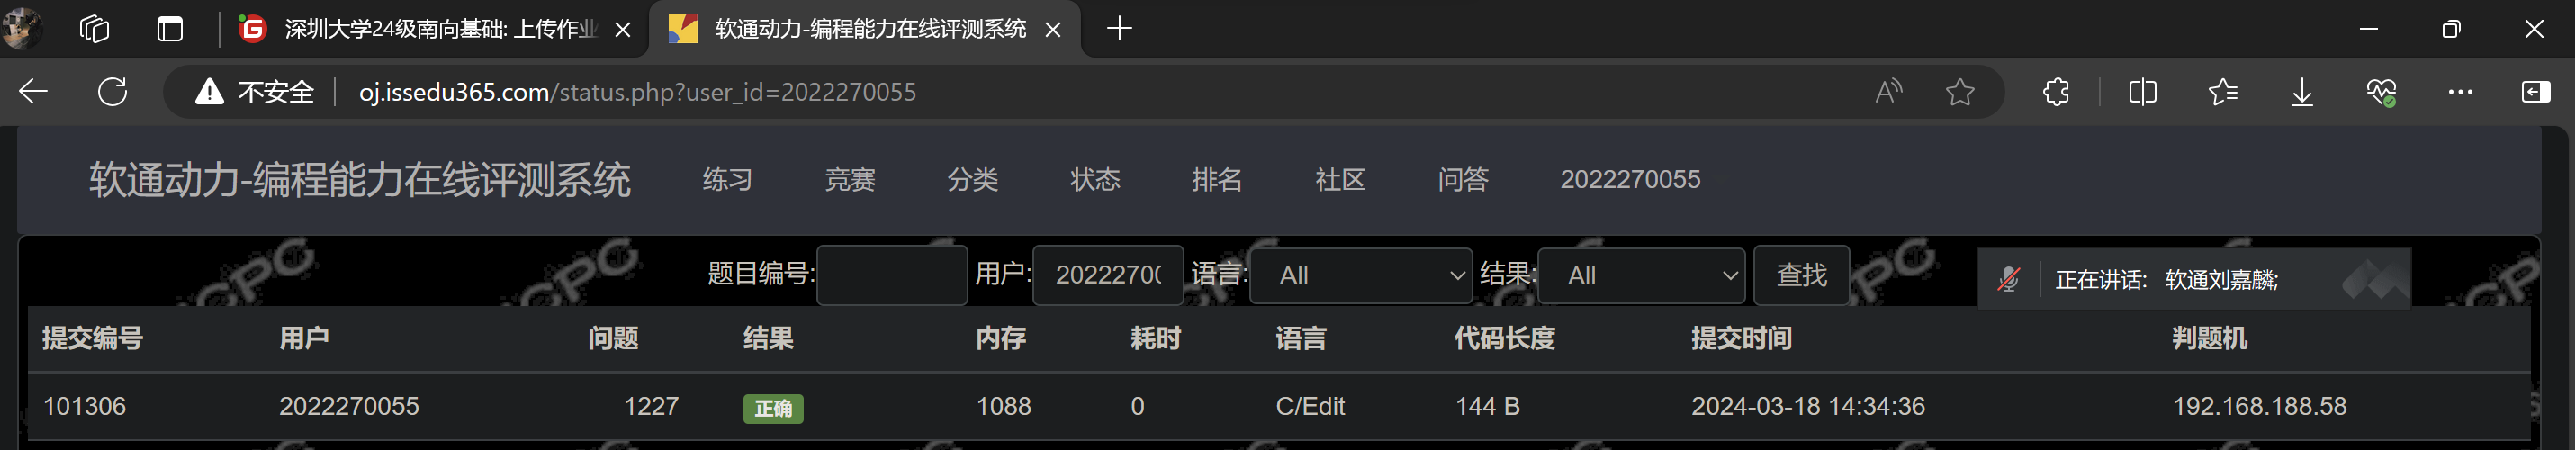 深圳大学24级南向基础: 上传作业
软通动力-编程能力在线评测系统
不安全 oj.issedu365.com/status.php?user_id=2022270055
软通动力-编程能力在线评测系统 练习 竞赛 分类 状态 排名 社区 问答 2022270055
题目编号: 用户: 20222700 语言: All 结果: All 查找
正在讲话: 软通刘嘉麟;
提交编号 用户 问题 结果 内存 耗时 语言 代码长度 提交时间 判题机
101306 2022270055 1227 正确 1088 0 C/Edit 144 B 2024-03-18 14:34:36 192.168.188.58